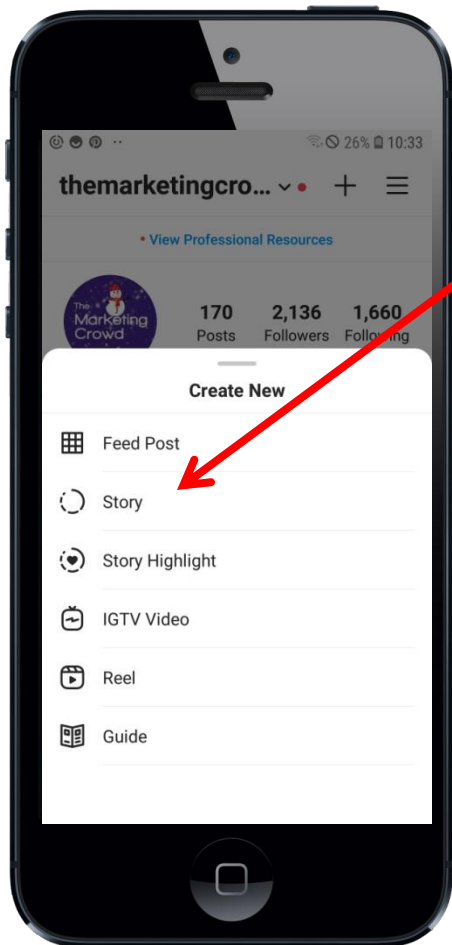 26% 10:33
themarketingcro...
• View Professional Resources
The
Marketing
Crowd
170 2,136 1,660
Posts Followers Following
Create New
Feed Post
Story
Story Highlight
IGTV Video
Reel
Guide